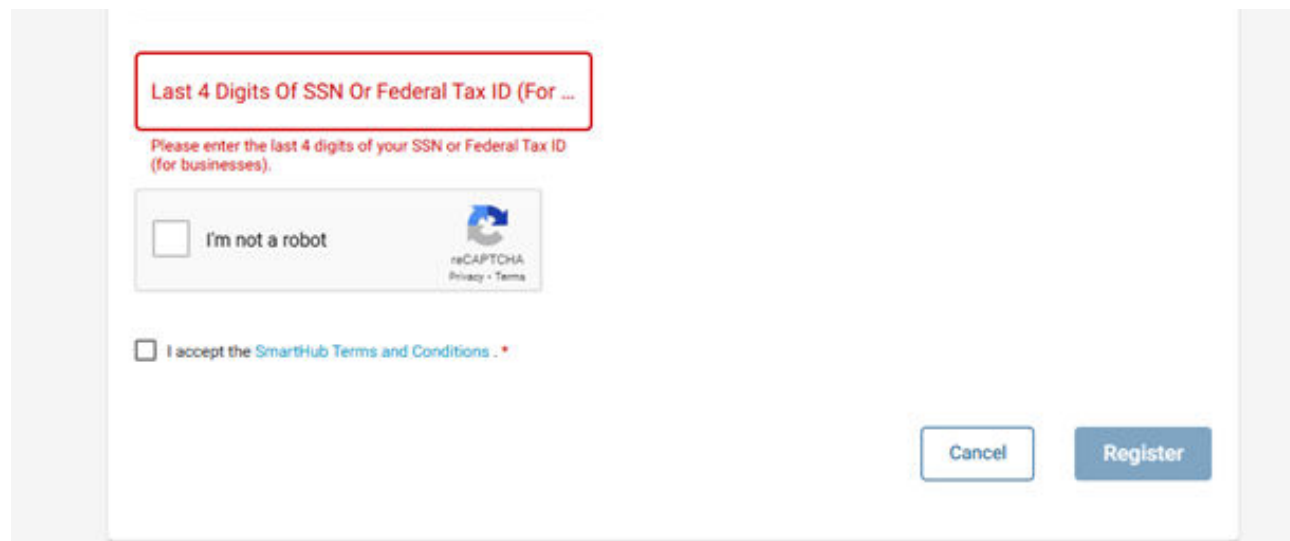 Last 4 Digits Of SSN Or Federal Tax ID (For ...
Please enter the last 4 digits of your SSN or Federal Tax ID
(for businesses).
I'm not a robot
reCAPTCHA
Privacy - Terms
I accept the SmartHub Terms and Conditions . *
Cancel
Register